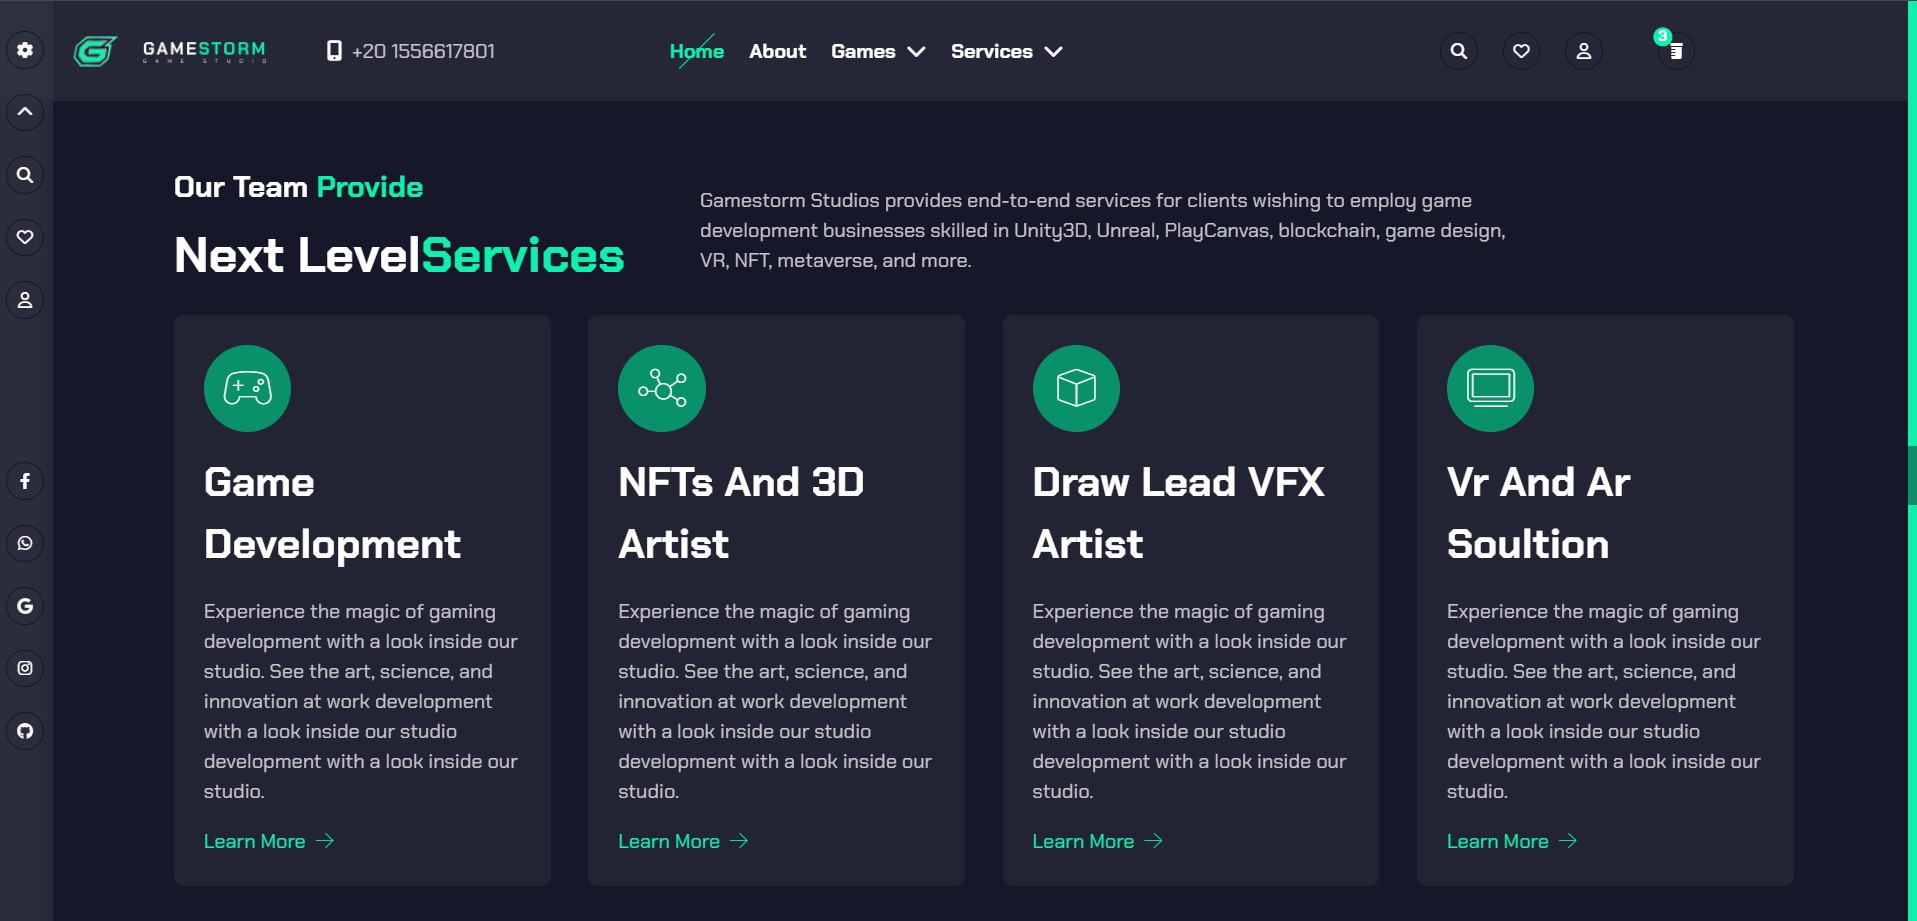 GAMESTORM
GAME STUDIO
+20 1556617801
Home
About
Games
Services
3
Our Team Provide
Next LevelServices
Gamestorm Studios provides end-to-end services for clients wishing to employ game
development businesses skilled in Unity3D, Unreal, PlayCanvas, blockchain, game design,
VR, NFT, metaverse, and more.
Game
Development
Experience the magic of gaming
development with a look inside our
studio. See the art, science, and
innovation at work development
with a look inside our studio
development with a look inside our
studio.
Learn More
NFTs And 3D
Artist
Experience the magic of gaming
development with a look inside our
studio. See the art, science, and
innovation at work development
with a look inside our studio
development with a look inside our
studio.
Learn More
Draw Lead VFX
Artist
Experience the magic of gaming
development with a look inside our
studio. See the art, science, and
innovation at work development
with a look inside our studio
development with a look inside our
studio.
Learn More
Vr And Ar
Soultion
Experience the magic of gaming
development with a look inside our
studio. See the art, science, and
innovation at work development
with a look inside our studio
development with a look inside our
studio.
Learn More